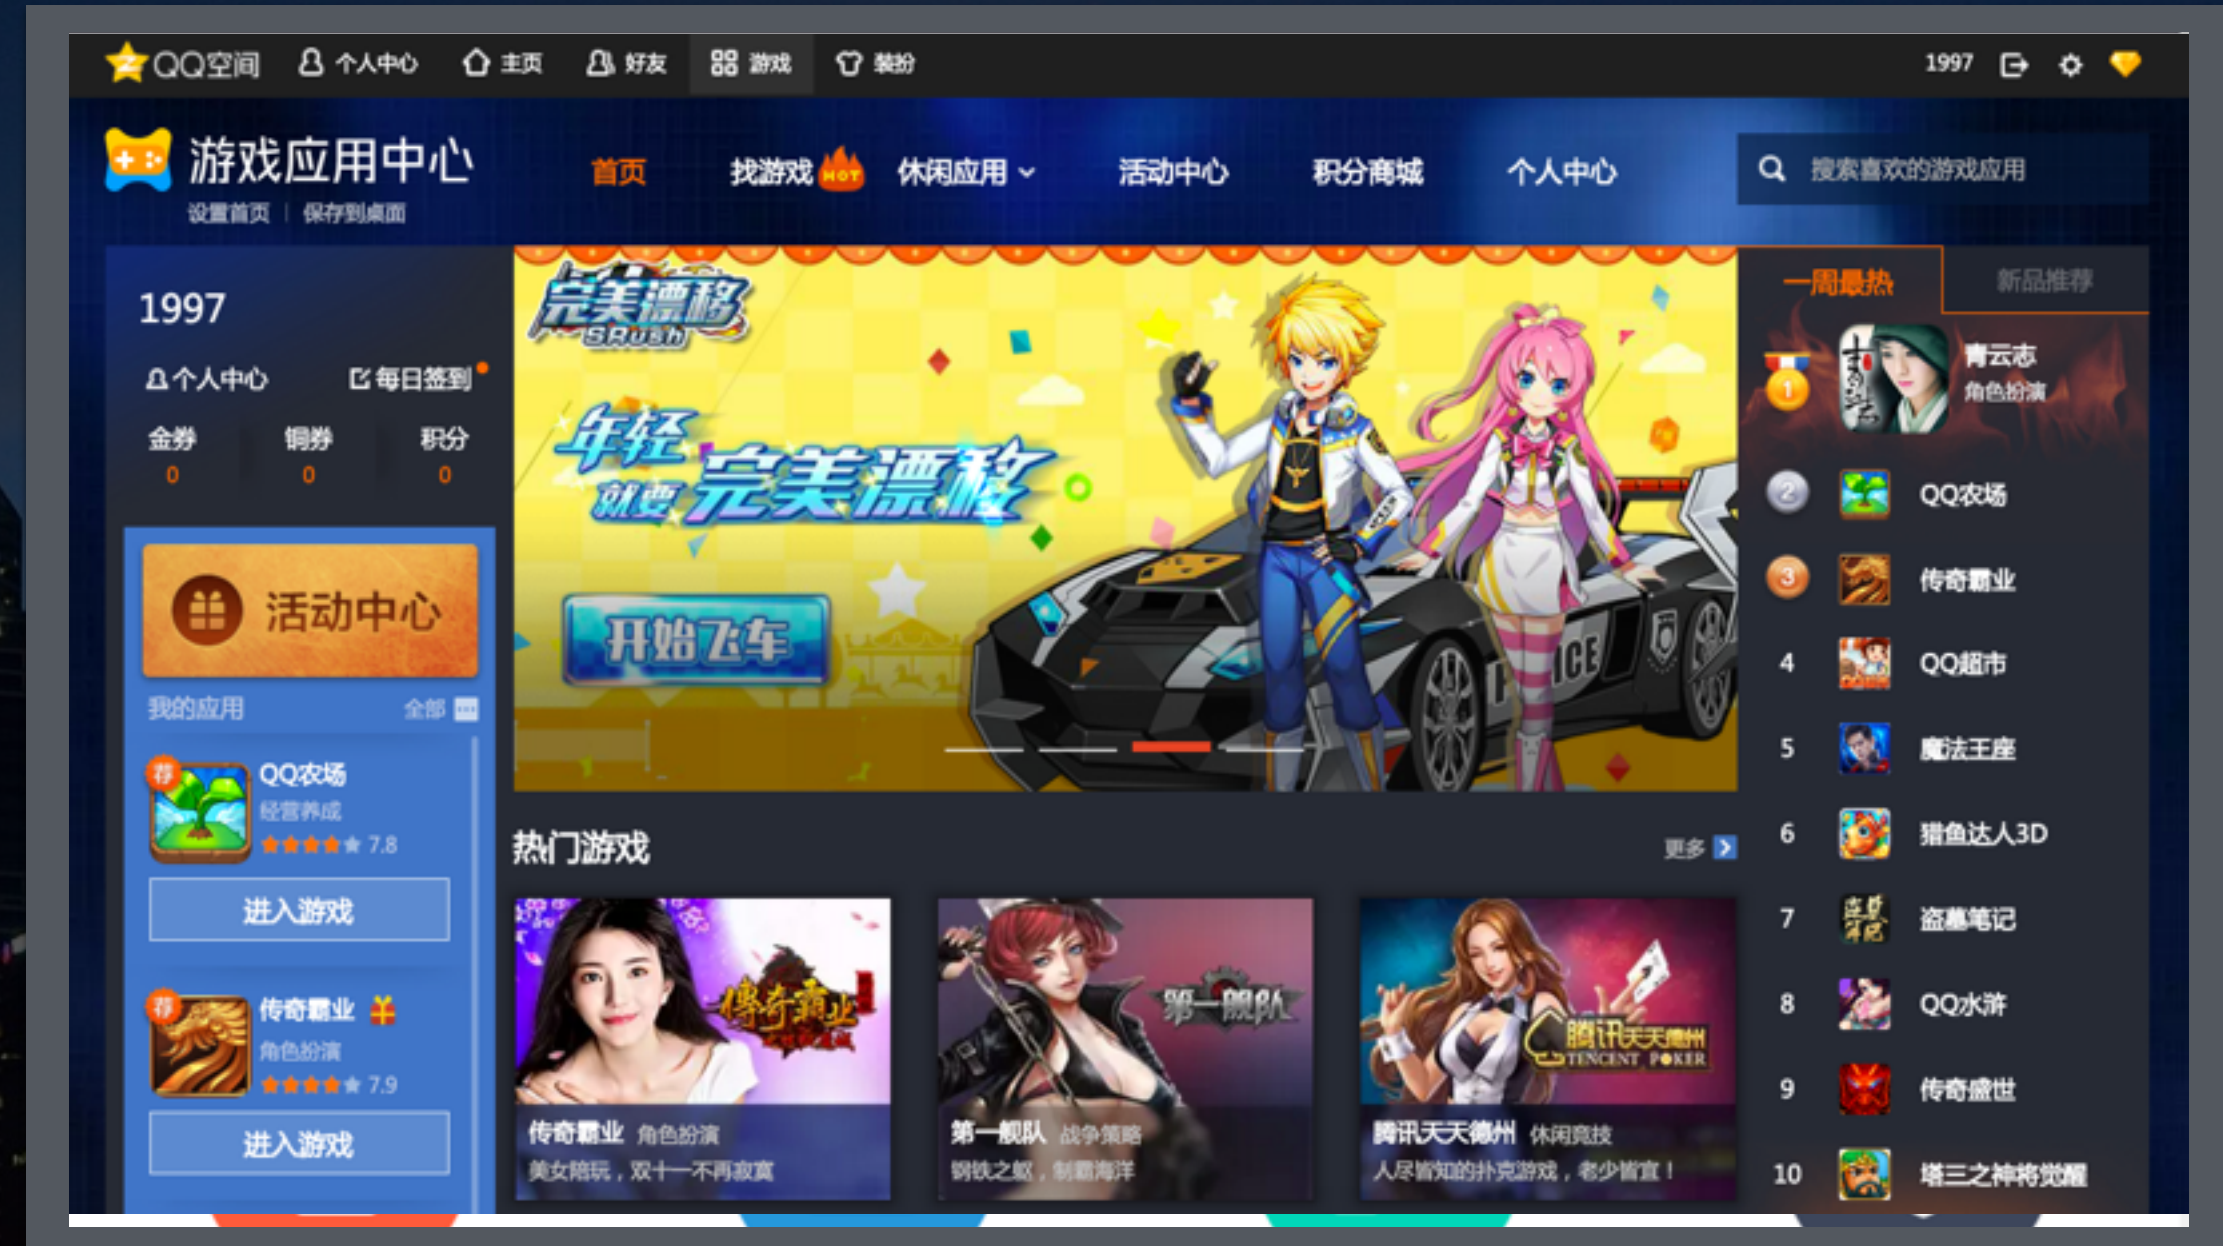 QQ空间 个人中心 主页 好友 游戏 装扮 1997
游戏应用中心
设置首页 | 保存到桌面
首页 找游戏 HOT 休闲应用 活动中心 积分商城 个人中心 搜索喜欢的游戏应用
1997
个人中心 每日签到
金券 铜券 积分
0 0 0
活动中心
我的应用 全部
荐
QQ农场
经营养成
7.8
进入游戏
荐
传奇霸业
角色扮演
7.9
进入游戏
完美漂移
SRush
年轻
就要 完美漂移
开始飞车
POLICE
热门游戏 更多
傳奇霸业
传奇霸业 角色扮演
美女陪玩，双十一不再寂寞
第一舰队
第一舰队 战争策略
钢铁之躯，制霸海洋
腾讯天天德州
TENCENT POKER
腾讯天天德州 休闲竞技
人尽皆知的扑克游戏，老少皆宜！
一周最热 新品推荐
1 青云志
角色扮演
2 QQ农场
3 传奇霸业
4 QQ超市
5 魔法王座
6 猎鱼达人3D
7 盗墓笔记
8 QQ水浒
9 传奇盛世
10 塔三之神将觉醒